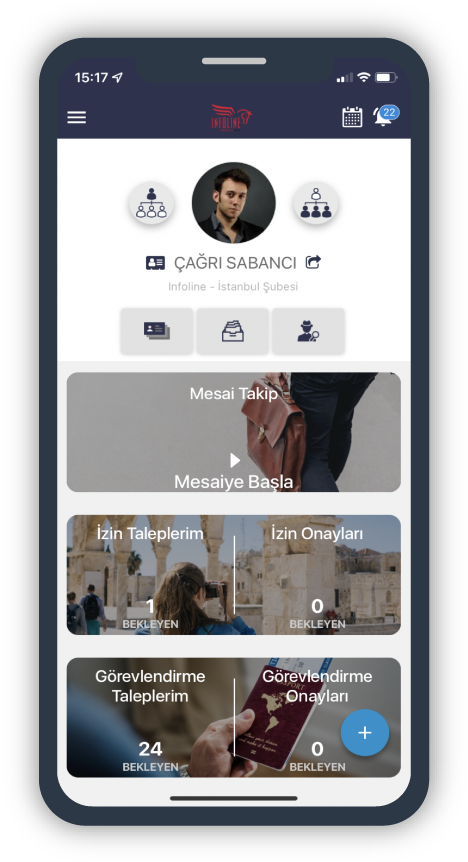 15:17
22
INFOLINE
ÇAĞRI SABANCI
Infoline - İstanbul Şubesi
Mesai Takip
Mesaiye Başla
İzin Taleplerim
İzin Onayları
1
BEKLEYEN
0
BEKLEYEN
Görevlendirme
Taleplerim
Görevlendirme
Onayları
PASSPORT
24
BEKLEYEN
0
BEKLEYEN